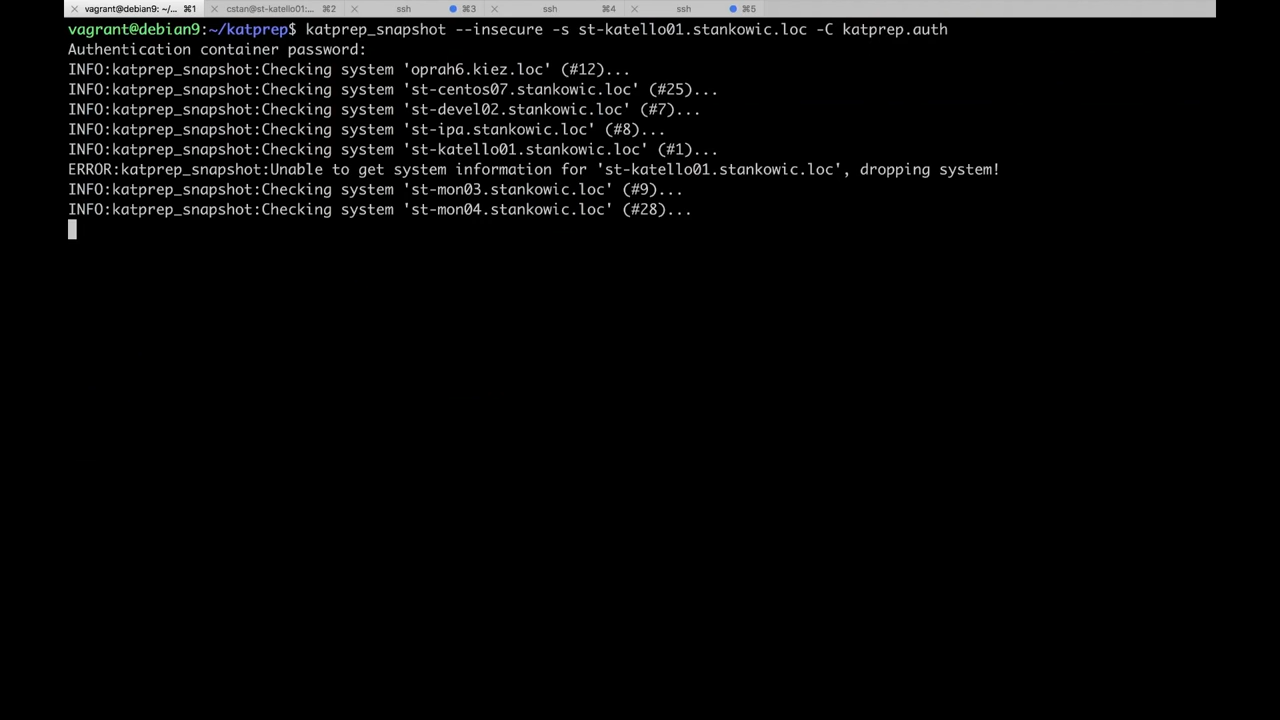 vagrant@debian9: ~/... ⌘1 cstan@st-katello01:... ⌘2 ssh ⌘3 ssh ⌘4 ssh ⌘5
vagrant@debian9:~/katprep$ katprep_snapshot --insecure -s st-katello01.stankowic.loc -C katprep.auth
Authentication container password:
INFO:katprep_snapshot:Checking system 'oprah6.kiez.loc' (#12)...
INFO:katprep_snapshot:Checking system 'st-centos07.stankowic.loc' (#25)...
INFO:katprep_snapshot:Checking system 'st-devel02.stankowic.loc' (#7)...
INFO:katprep_snapshot:Checking system 'st-ipa.stankowic.loc' (#8)...
INFO:katprep_snapshot:Checking system 'st-katello01.stankowic.loc' (#1)...
ERROR:katprep_snapshot:Unable to get system information for 'st-katello01.stankowic.loc', dropping system!
INFO:katprep_snapshot:Checking system 'st-mon03.stankowic.loc' (#9)...
INFO:katprep_snapshot:Checking system 'st-mon04.stankowic.loc' (#28)...